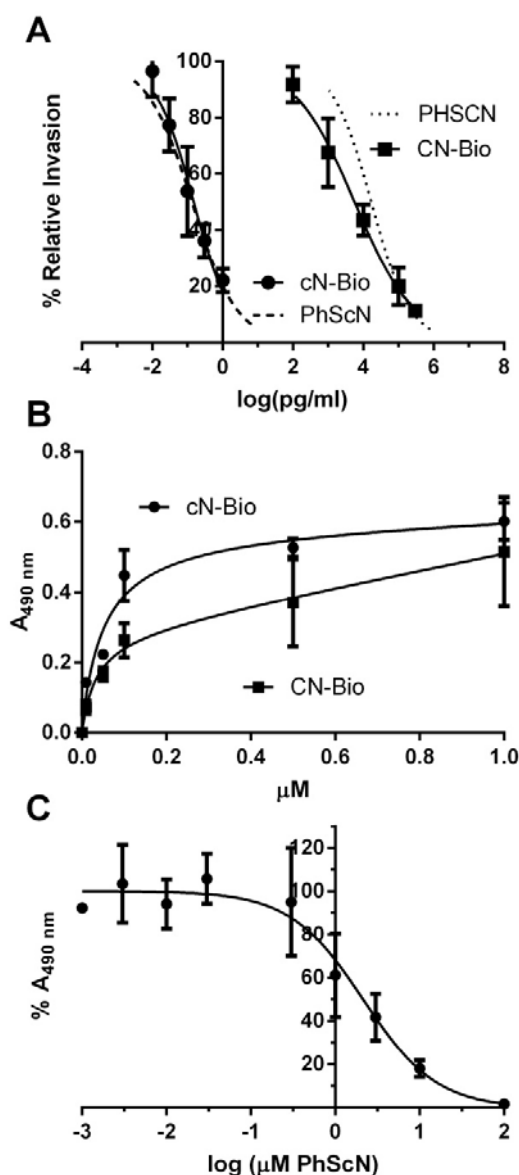 A
% Relative Invasion
100
80
60
40
20
PHSCN
CN-Bio
cN-Bio
PhScN
-4 -2 0 2 4 6 8
log(pg/ml)
B
A490 nm
0.8
0.6
0.4
0.2
0.0
cN-Bio
CN-Bio
0.0 0.2 0.4 0.6 0.8 1.0
μM
C
% A490 nm
120
100
80
60
40
20
-3 -2 -1 0 1 2
log (μM PhScN)